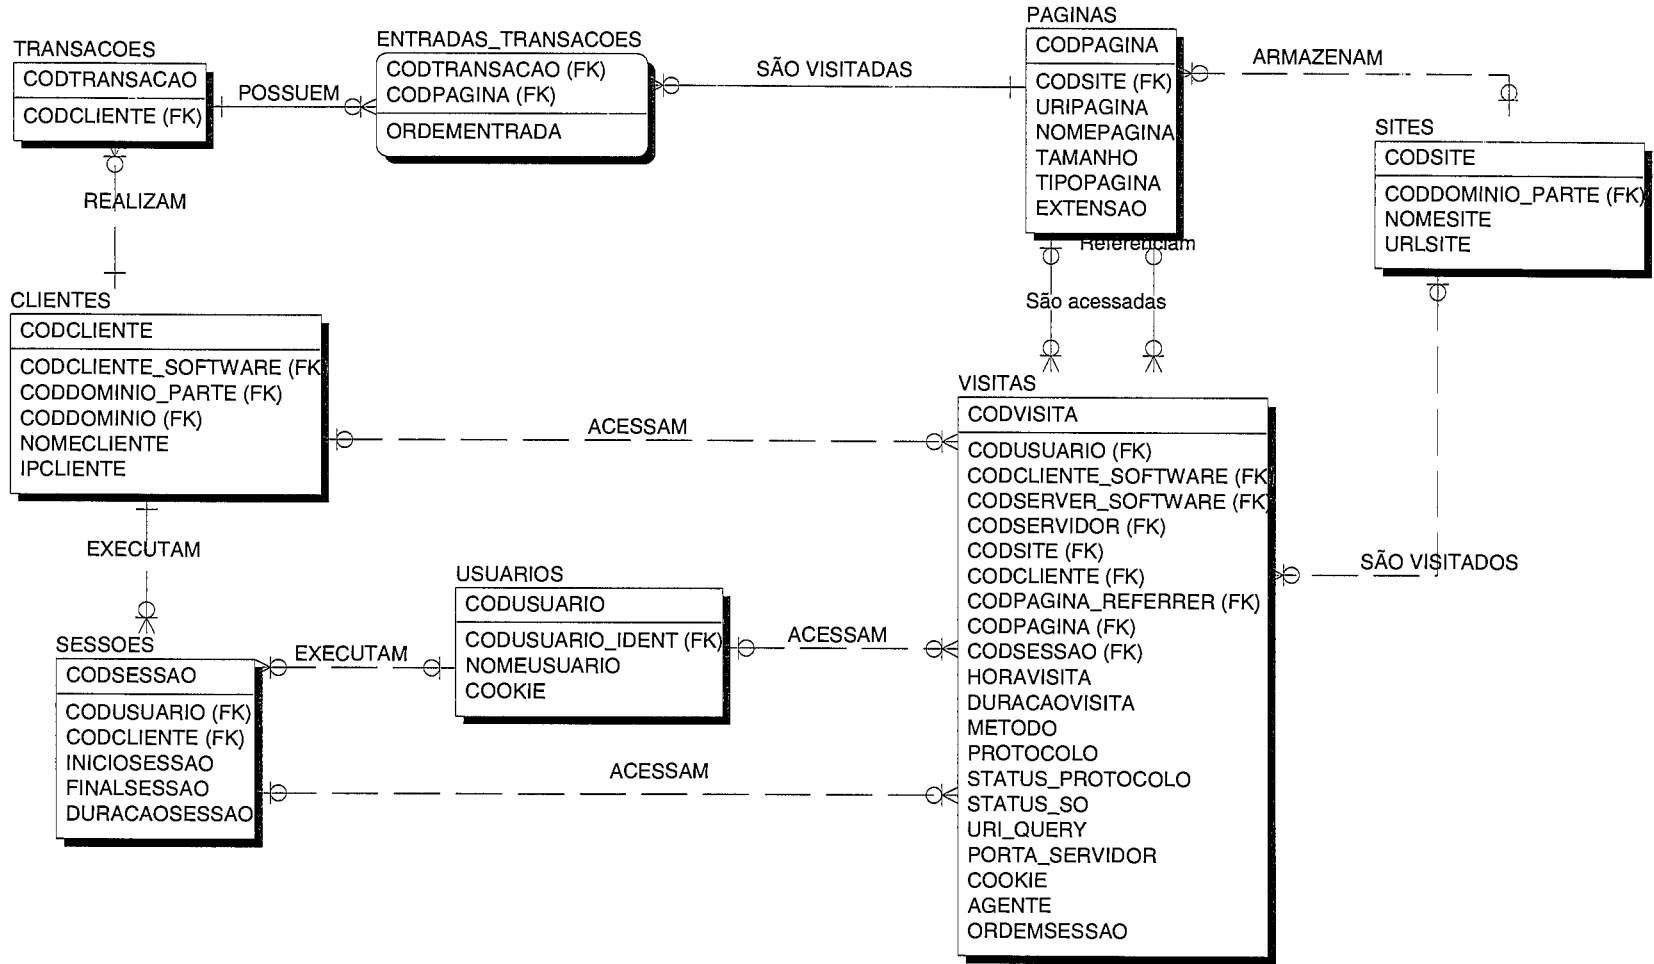 TRANSACOES
CODTRANSACAO
CODCLIENTE (FK)
POSSUEM
ENTRADAS_TRANSACOES
CODTRANSACAO (FK)
CODPAGINA (FK)
ORDEMENTRADA
SÃO VISITADAS
PAGINAS
CODPAGINA
CODSITE (FK)
URIPAGINA
NOMEPAGINA
TAMANHO
TIPOPAGINA
EXTENSAO
ARMAZENAM
SITES
CODSITE
CODDOMINIO_PARTE (FK)
NOMESITE
URLSITE
REALIZAM
Referenciam
São acessadas
CLIENTES
CODCLIENTE
CODCLIENTE_SOFTWARE (FK
CODDOMINIO_PARTE (FK)
CODDOMINIO (FK)
NOMECLIENTE
IPCLIENTE
ACESSAM
VISITAS
CODVISITA
CODUSUARIO (FK)
CODCLIENTE_SOFTWARE (FK
CODSERVER_SOFTWARE (FK
CODSERVIDOR (FK)
CODSITE (FK)
CODCLIENTE (FK)
CODPAGINA_REFERRER (FK)
CODPAGINA (FK)
CODSESSAO (FK)
HORAVISITA
DURACAOVISITA
METODO
PROTOCOLO
STATUS_PROTOCOLO
STATUS_SO
URI_QUERY
PORTA_SERVIDOR
COOKIE
AGENTE
ORDEMSESSAO
SÃO VISITADOS
EXECUTAM
USUARIOS
CODUSUARIO
CODUSUARIO_IDENT (FK)
NOMEUSUARIO
COOKIE
ACESSAM
SESSOES
CODSESSAO
CODUSUARIO (FK)
CODCLIENTE (FK)
INICIOSESSAO
FINALSESSAO
DURACAOSESSAO
EXECUTAM
ACESSAM